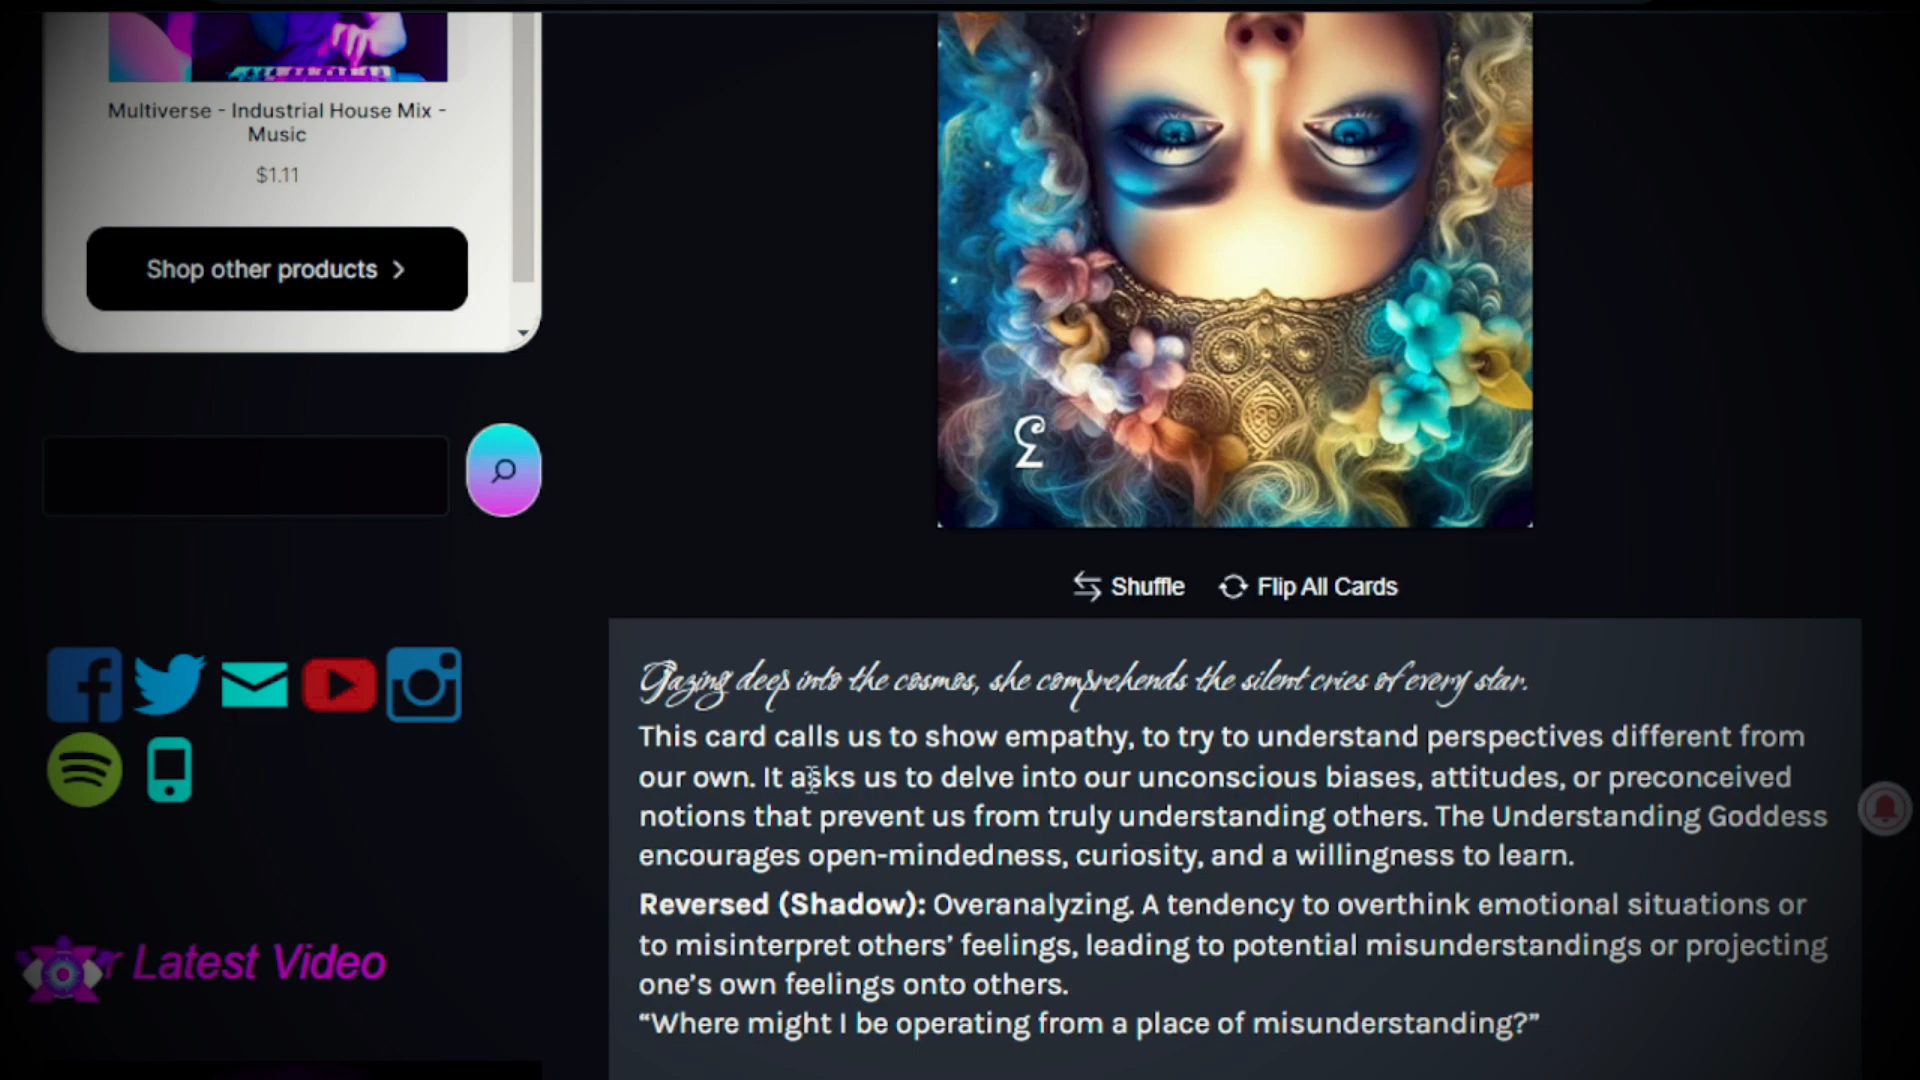 Multiverse - Industrial House Mix -
Music
$1.11
Shop other products >
Shuffle
Flip All Cards
Gazing deep into the cosmos, she comprehends the silent cries of every star.
This card calls us to show empathy, to try to understand perspectives different from
our own. It asks us to delve into our unconscious biases, attitudes, or preconceived
notions that prevent us from truly understanding others. The Understanding Goddess
encourages open-mindedness, curiosity, and a willingness to learn.
Reversed (Shadow): Overanalyzing. A tendency to overthink emotional situations or
to misinterpret others’ feelings, leading to potential misunderstandings or projecting
one’s own feelings onto others.
“Where might I be operating from a place of misunderstanding?”
Latest Video